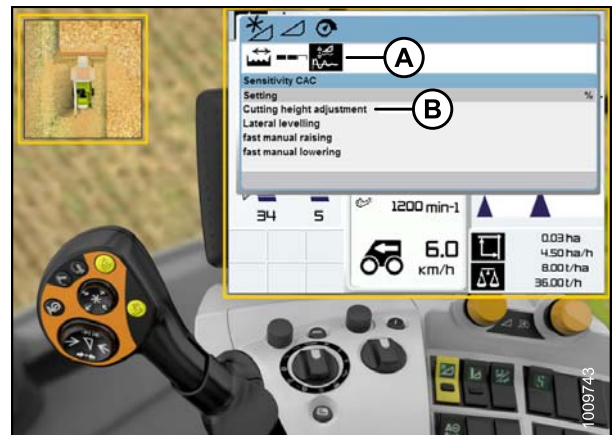 A
Sensitivity CAC
Setting %
Cutting height adjustment
B
Lateral levelling
fast manual raising
fast manual lowering
34 5
1200 min-1
6.0
km/h
0.03 ha
4.50 ha/h
8.00 t/ha
36.00 t/h
1009743